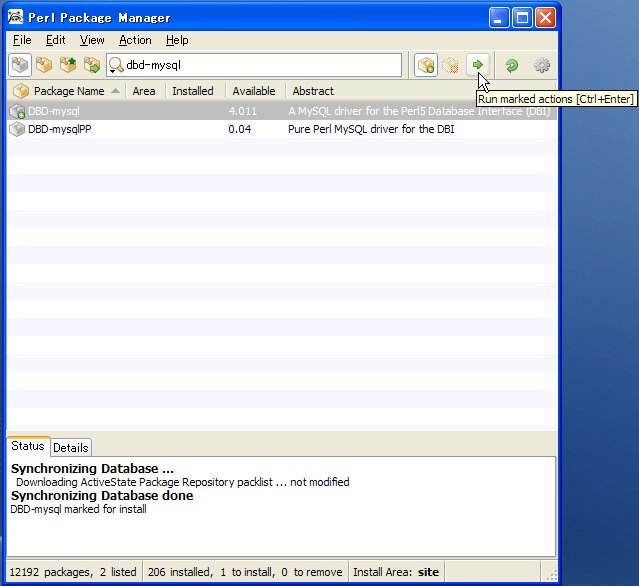 Perl Package Manager
File Edit View Action Help
dbd-mysql
Package Name Area Installed Available Abstract
Run marked actions [Ctrl+Enter]
DBD-mysql 4.011 A MySQL driver for the Perl5 Database Interface (DBI)
DBD-mysqlPP 0.04 Pure Perl MySQL driver for the DBI
Status Details
Synchronizing Database ...
Downloading ActiveState Package Repository packlist ... not modified
Synchronizing Database done
DBD-mysql marked for install
12192 packages, 2 listed 206 installed, 1 to install, 0 to remove Install Area: site